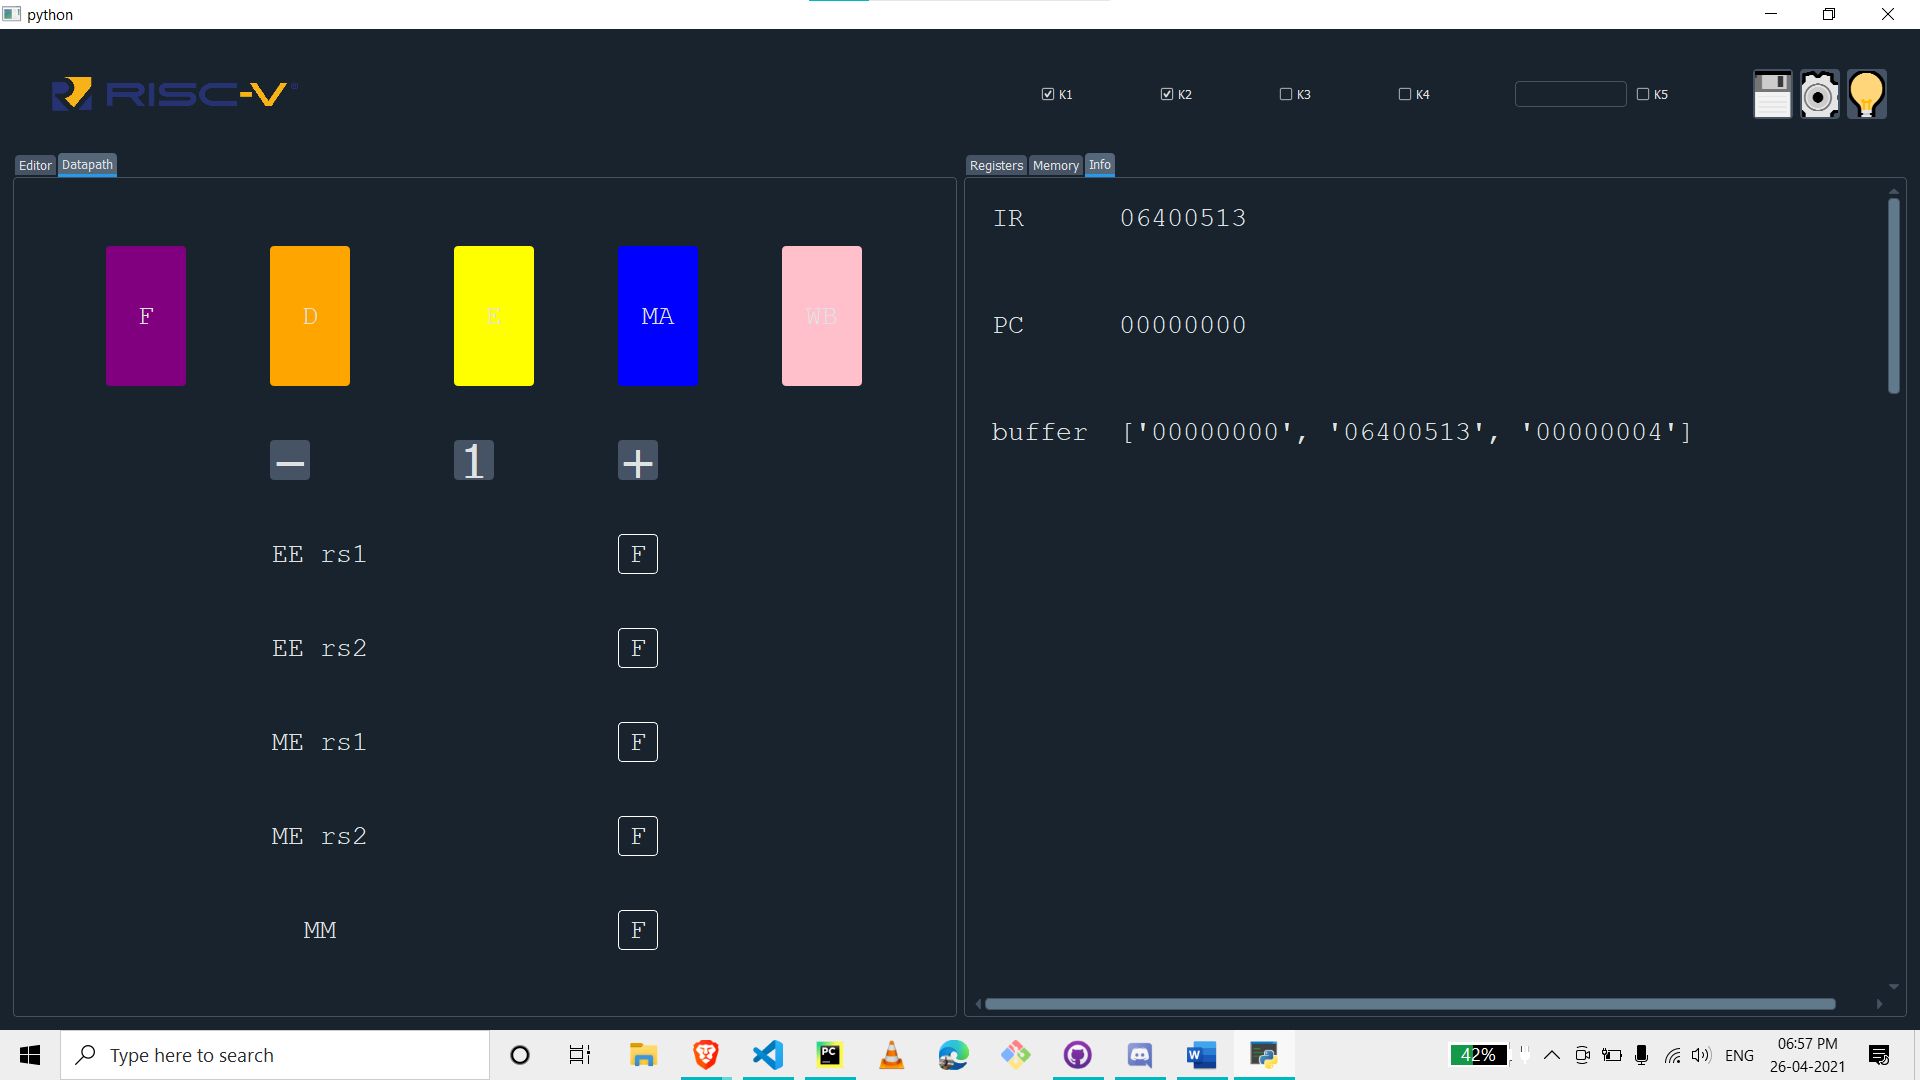 python
RISC-V®
K1 K2 K3 K4 K5
Editor Datapath
Registers Memory Info
F D E MA WB
− 1 +
EE rs1 F
EE rs2 F
ME rs1 F
ME rs2 F
MM F
IR 06400513
PC 00000000
buffer ['00000000', '06400513', '00000004']
Type here to search
PC
W
42%
ENG
06:57 PM
26-04-2021